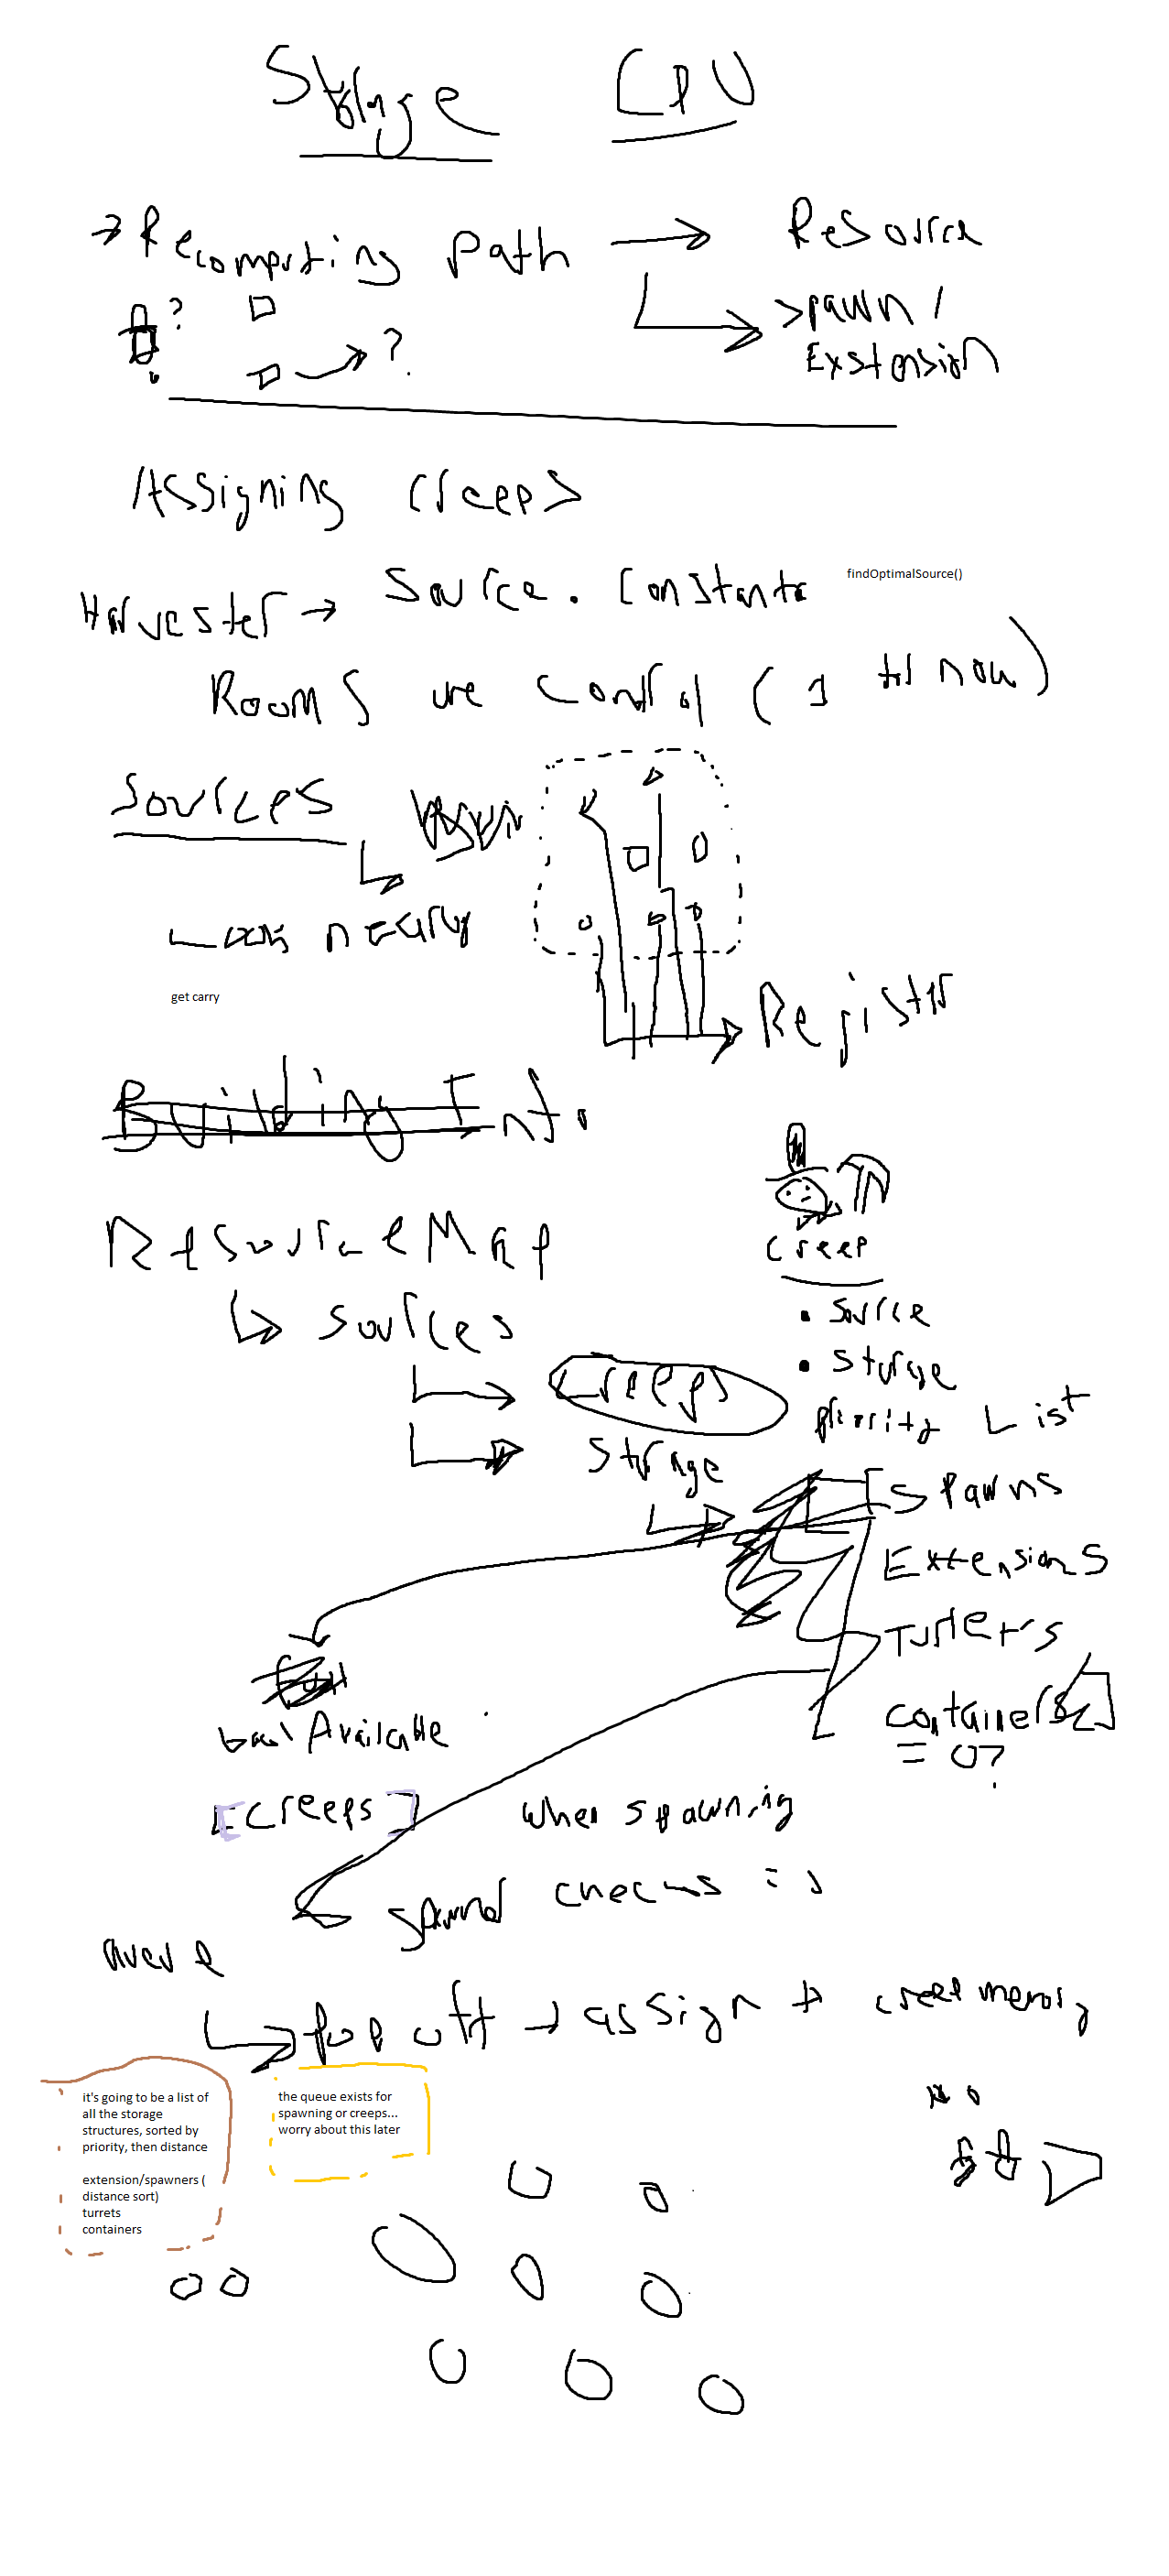 Storage CPU
→ Recomputing Path → Resource
? Spawn /
? Exstension
Assigning Creeps
findOptimalSource()
Harvester → Source. Constants
Rooms we control (1 til now)
Sources
Look nearby
get carry
Register
Building Info
ResourceMap
Creep
Sources
• Source
Creeps
• Storage
Priority List
Storage
[Spawns
Extensions
Turrets
Containers]
= 0?
bool Available
[Creeps] when spawning
spawned checks
queue
pop off → assign to creep memory
it's going to be a list of
all the storage
structures, sorted by
priority, then distance
extension/spawners (
distance sort)
turrets
containers
the queue exists for
spawning or creeps...
worry about this later